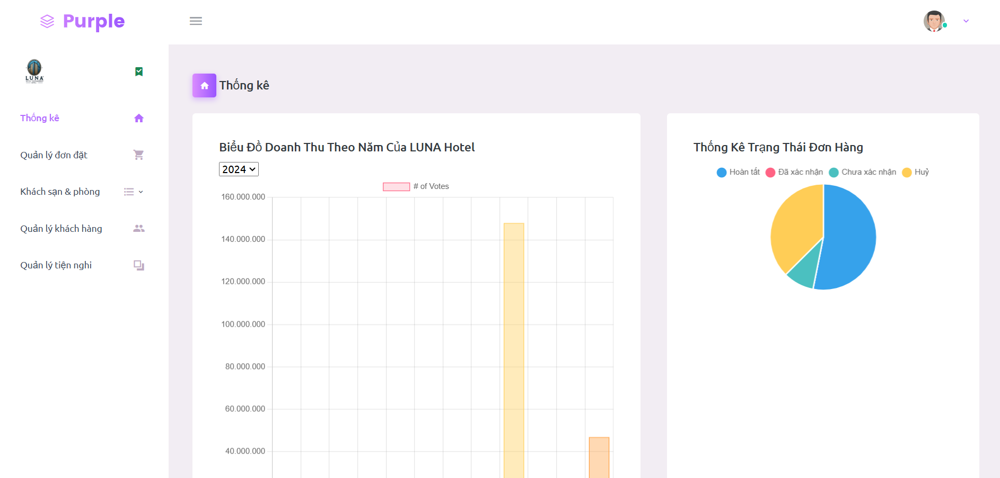 Purple
LUNA
Thống kê
Quản lý đơn đặt
Khách sạn & phòng
Quản lý khách hàng
Quản lý tiện nghi
Thống kê
Biểu Đồ Doanh Thu Theo Năm Của LUNA Hotel
2024
# of Votes
160.000.000
140.000.000
120.000.000
100.000.000
80.000.000
60.000.000
40.000.000
Thống Kê Trạng Thái Đơn Hàng
Hoàn tất Đã xác nhận Chưa xác nhận Huỷ